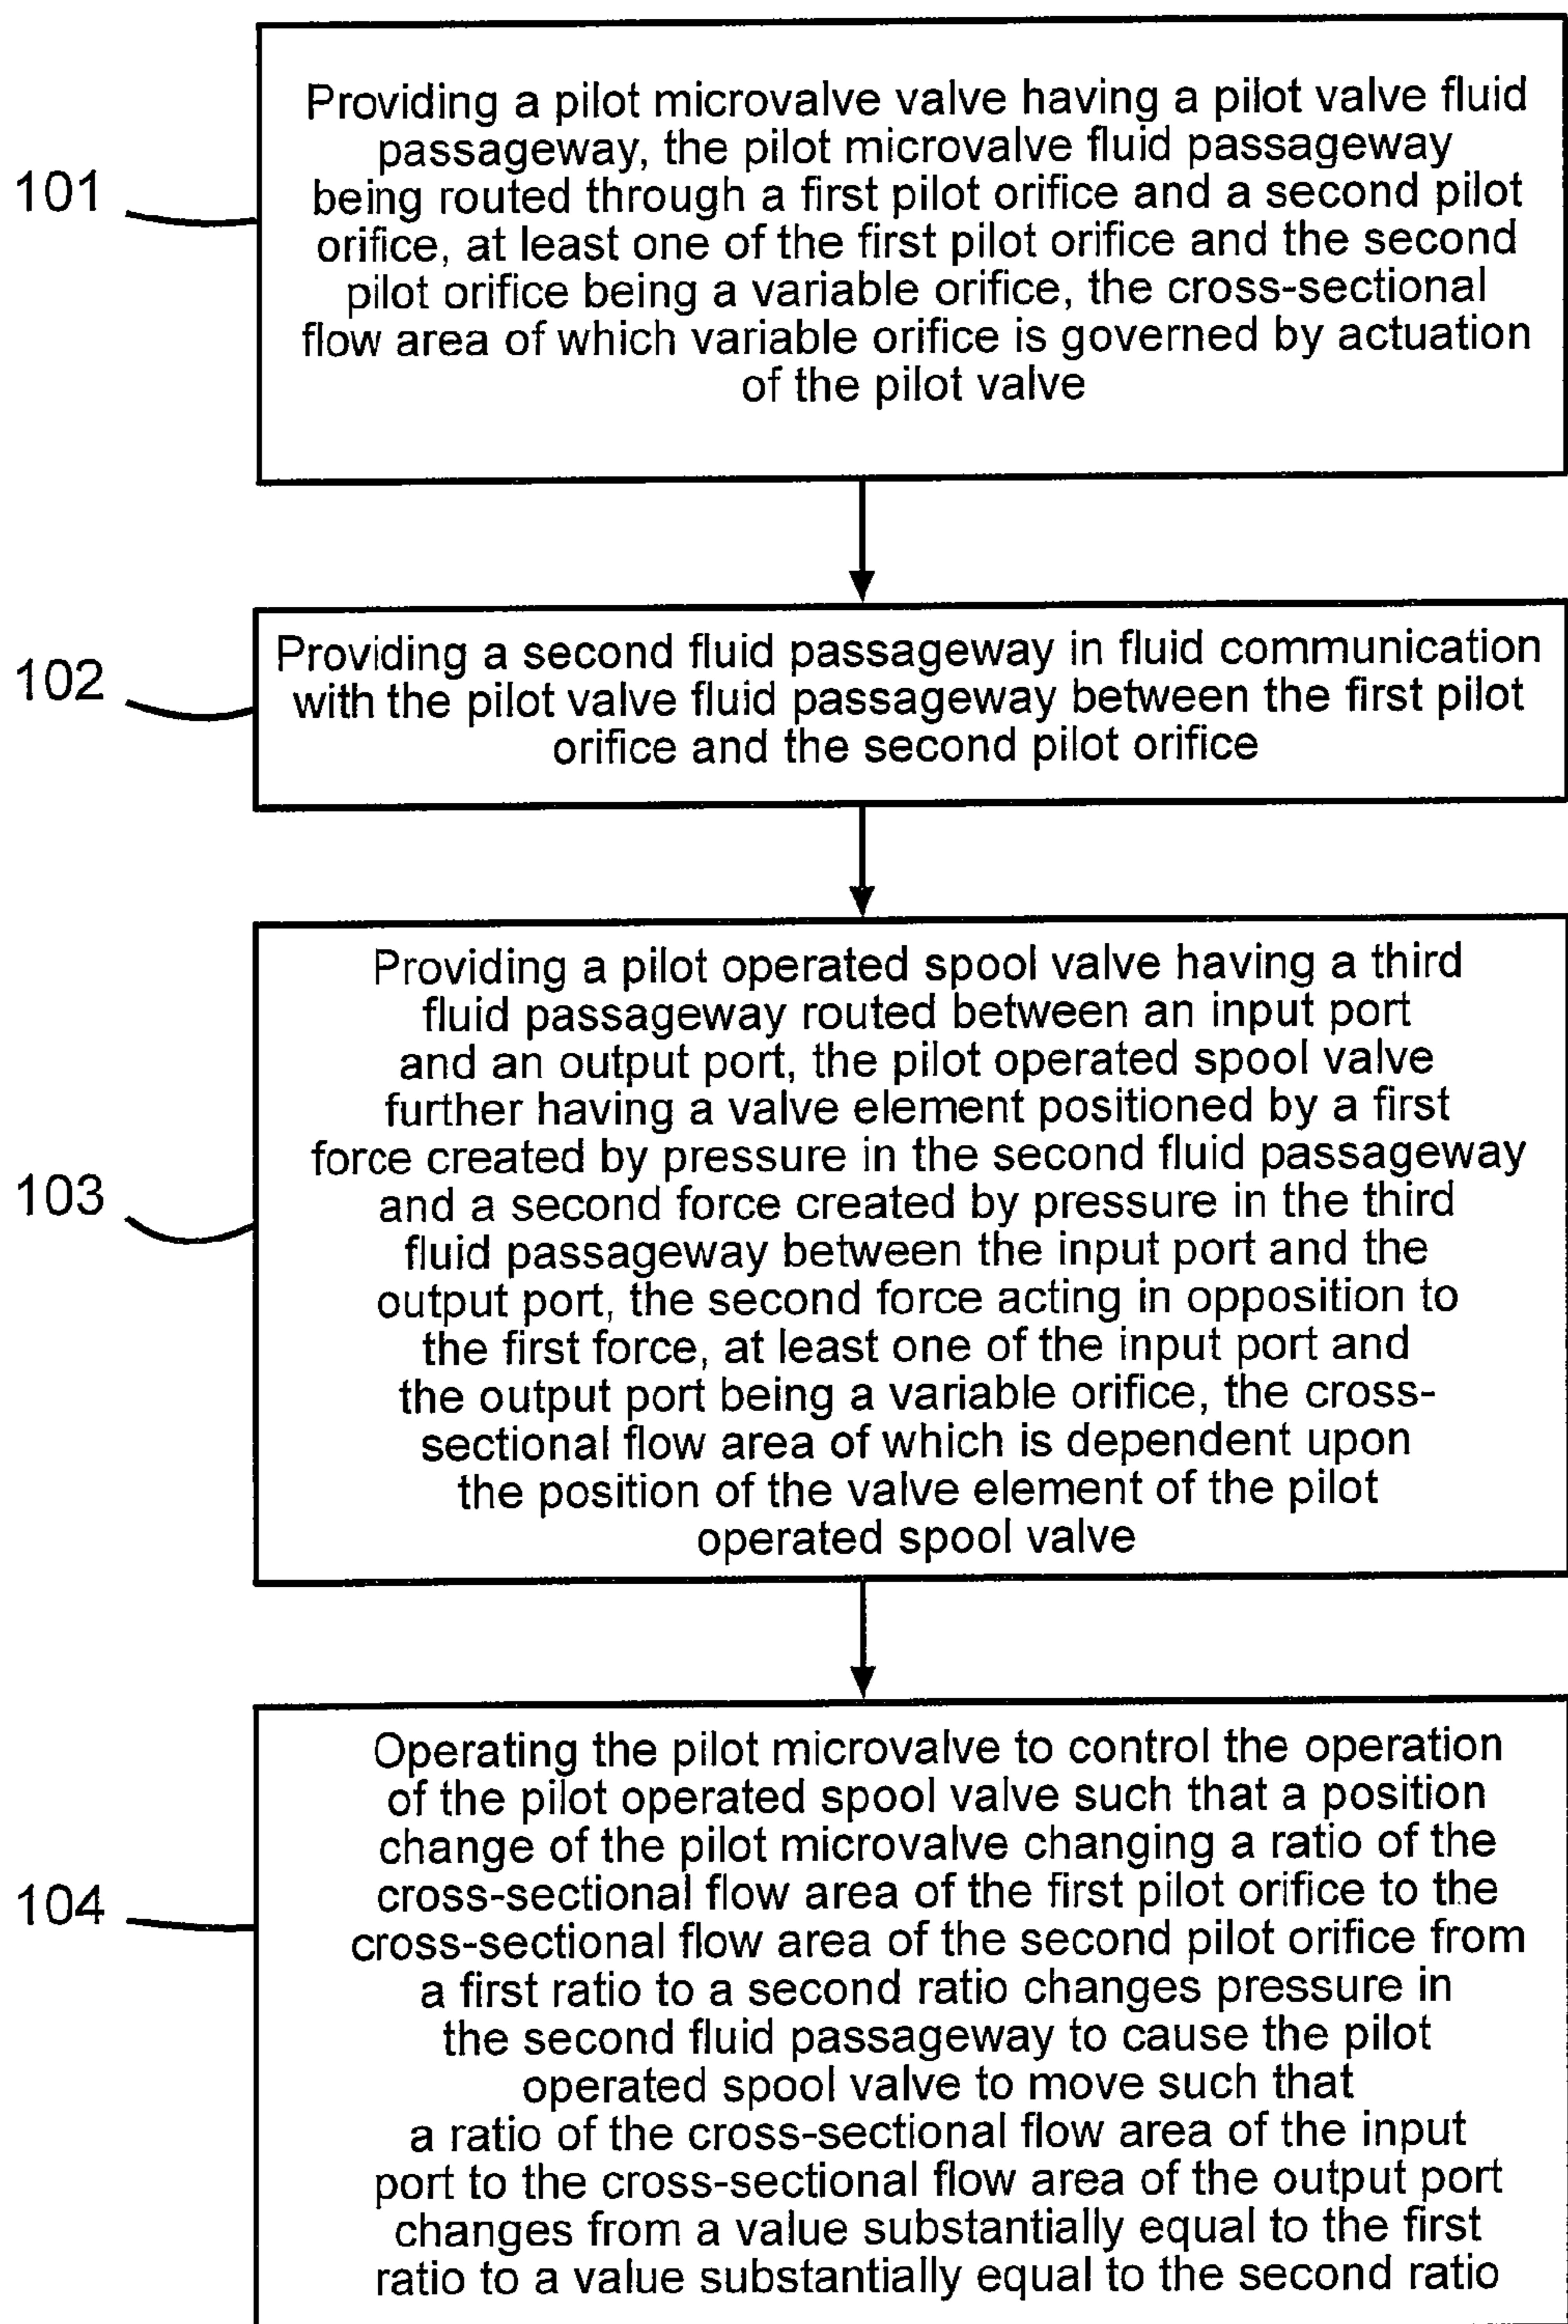 Providing a pilot microvalve valve having a pilot valve fluid
passageway, the pilot microvalve fluid passageway
being routed through a first pilot orifice and a second pilot
orifice, at least one of the first pilot orifice and the second
pilot orifice being a variable orifice, the cross-sectional
flow area of which variable orifice is governed by actuation
of the pilot valve
101
Providing a second fluid passageway in fluid communication
with the pilot valve fluid passageway between the first pilot
orifice and the second pilot orifice
102
Providing a pilot operated spool valve having a third
fluid passageway routed between an input port
and an output port, the pilot operated spool valve
further having a valve element positioned by a first
force created by pressure in the second fluid passageway
and a second force created by pressure in the third
fluid passageway between the input port and the
output port, the second force acting in opposition to
the first force, at least one of the input port and
the output port being a variable orifice, the cross-
sectional flow area of which is dependent upon
the position of the valve element of the pilot
operated spool valve
103
Operating the pilot microvalve to control the operation
of the pilot operated spool valve such that a position
change of the pilot microvalve changing a ratio of the
cross-sectional flow area of the first pilot orifice to the
cross-sectional flow area of the second pilot orifice from
a first ratio to a second ratio changes pressure in
the second fluid passageway to cause the pilot
operated spool valve to move such that
a ratio of the cross-sectional flow area of the input
port to the cross-sectional flow area of the output port
changes from a value substantially equal to the first
ratio to a value substantially equal to the second ratio
104